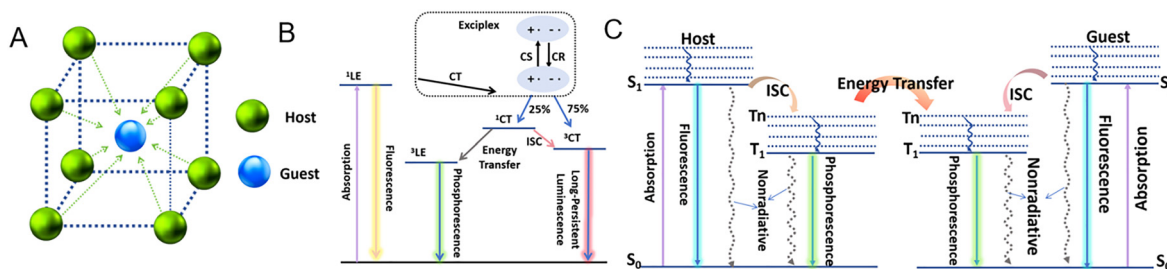 A
Host
Guest
B
Exciplex
+· -·
CS
CR
+· -·
CT
¹LE
25%
75%
¹CT
ISC
³CT
³LE
Energy
Transfer
Absorption
Fluorescence
Phosphorescence
Long-Persistent
Luminescence
C
Host
Guest
S₁
ISC
Energy Transfer
ISC
S₁
Tn
T₁
Tn
T₁
Absorption
Fluorescence
Nonradiative
Phosphorescence
Phosphorescence
Nonradiative
Fluorescence
Absorption
S₀